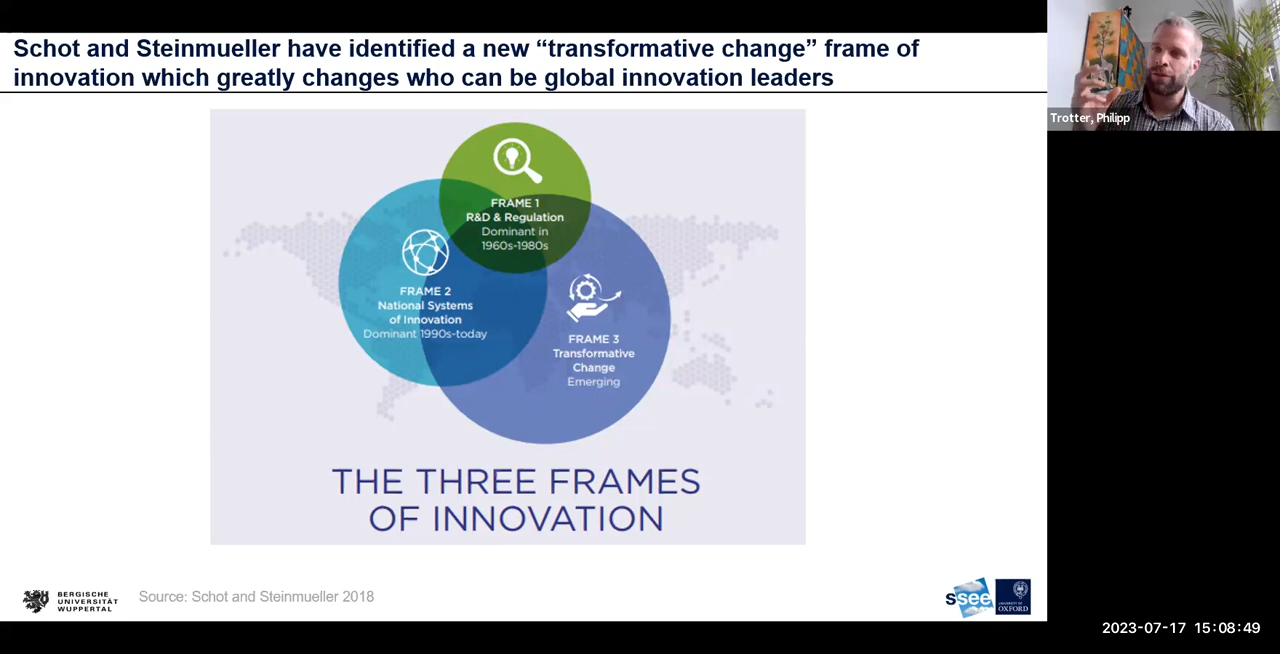 Schot and Steinmueller have identified a new “transformative change” frame of
innovation which greatly changes who can be global innovation leaders
Trotter, Philipp
FRAME 1
R&D & Regulation
Dominant in
1960s-1980s
FRAME 2
National Systems
of Innovation
Dominant 1990s-today
FRAME 3
Transformative
Change
Emerging
THE THREE FRAMES
OF INNOVATION
BERGISCHE
UNIVERSITÄT
WUPPERTAL
Source: Schot and Steinmueller 2018
ssee
UNIVERSITY OF
OXFORD
2023-07-17 15:08:49